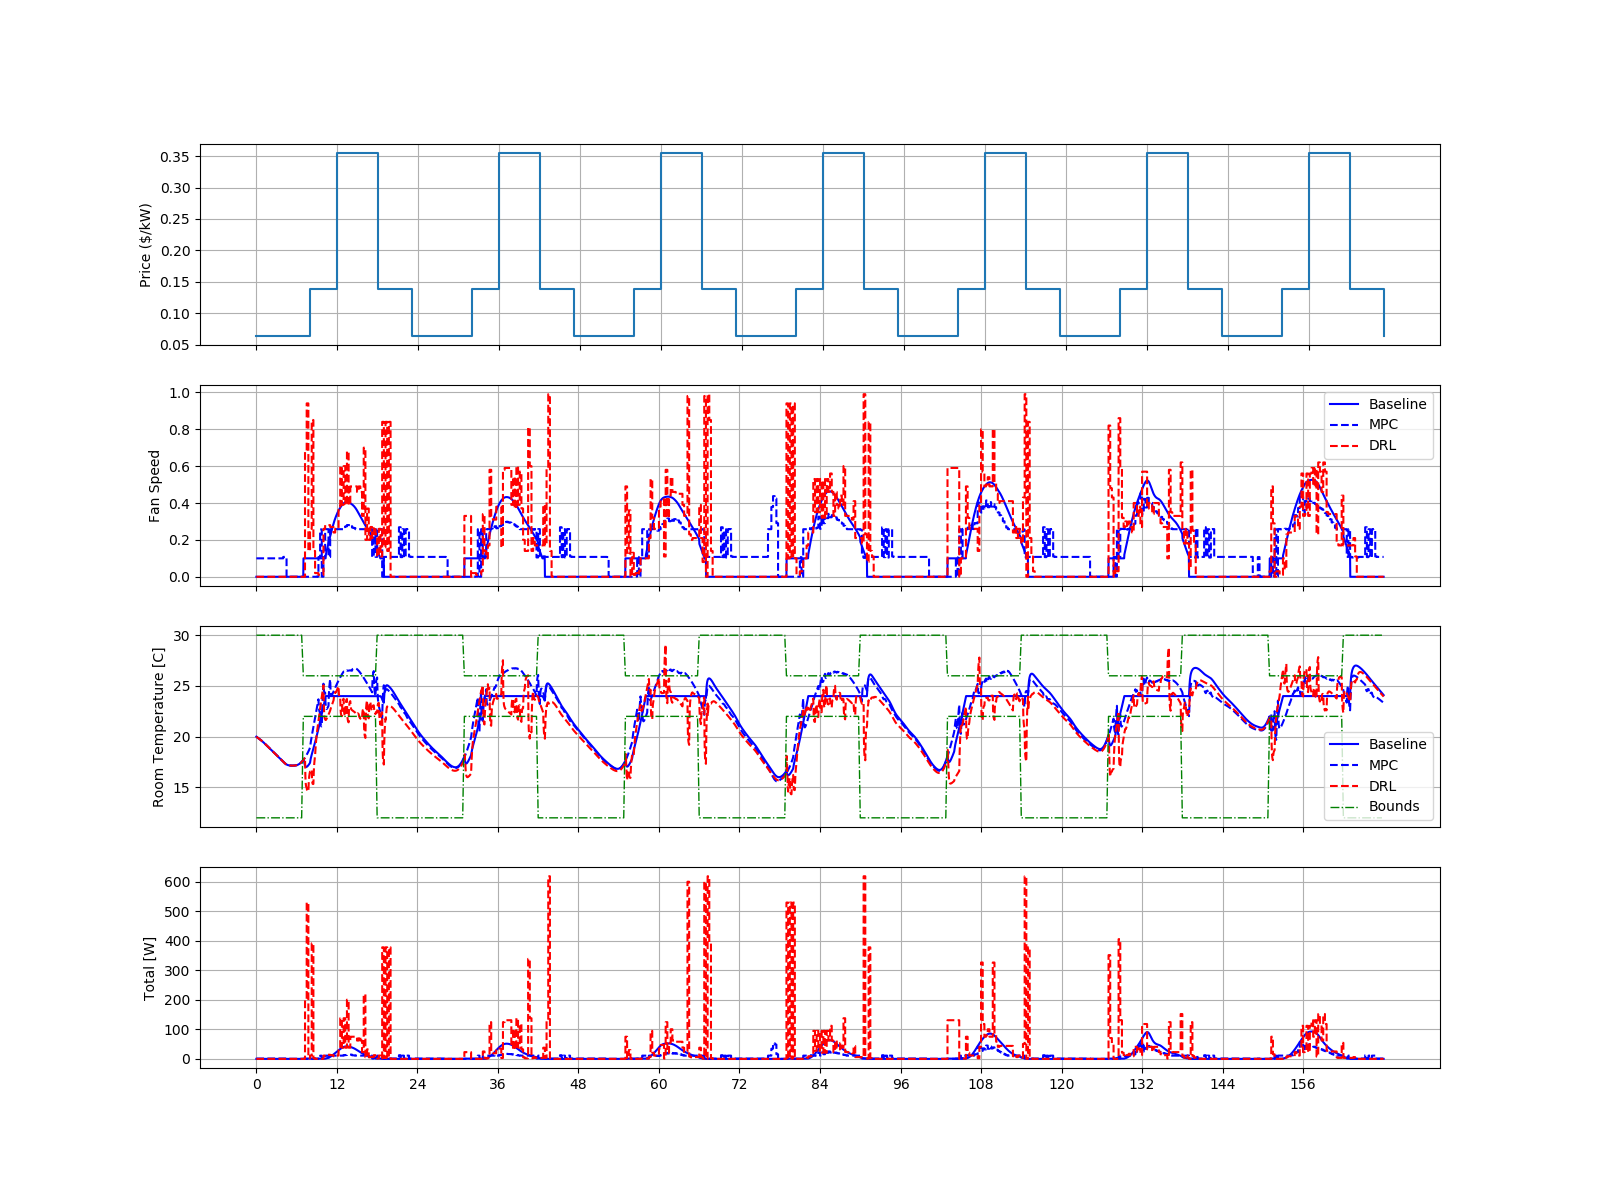 Price ($/kW)
0.35
0.30
0.25
0.20
0.15
0.10
0.05
Fan Speed
1.0
0.8
0.6
0.4
0.2
0.0
Baseline
MPC
DRL
Room Temperature [C]
30
25
20
15
Baseline
MPC
DRL
Bounds
Total [W]
600
500
400
300
200
100
0
0 12 24 36 48 60 72 84 96 108 120 132 144 156